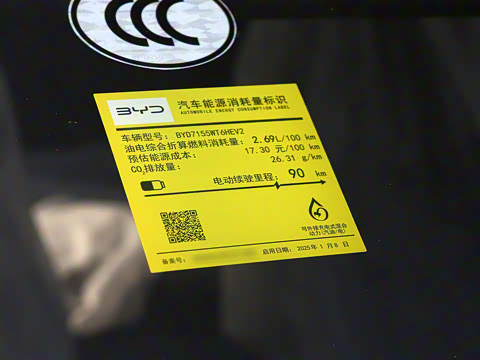 CCC
BYD
汽车能源消耗量标识
AUTOMOBILE ENERGY CONSUMPTION LABEL
车辆型号: BYD7155WT6HEV2
油电综合折算燃料消耗量: 2.69L/100 km
预估能源成本: 17.30 元/100 km
CO₂排放量: 26.31 g/km
电动续驶里程: 90 km
可外接充电式混合
动力(汽油/电)
备案号:
启用日期: 2025年 1 月 8 日